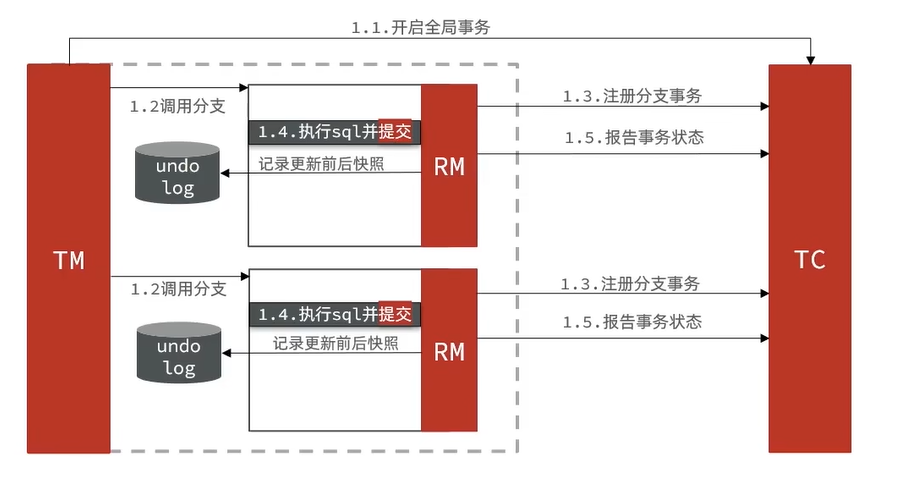 1.1.开启全局事务
1.2调用分支
1.3.注册分支事务
1.4.执行sql并提交
1.5.报告事务状态
undo
log
记录更新前后快照
RM
TM
TC
1.2调用分支
1.3.注册分支事务
1.4.执行sql并提交
1.5.报告事务状态
undo
log
记录更新前后快照
RM